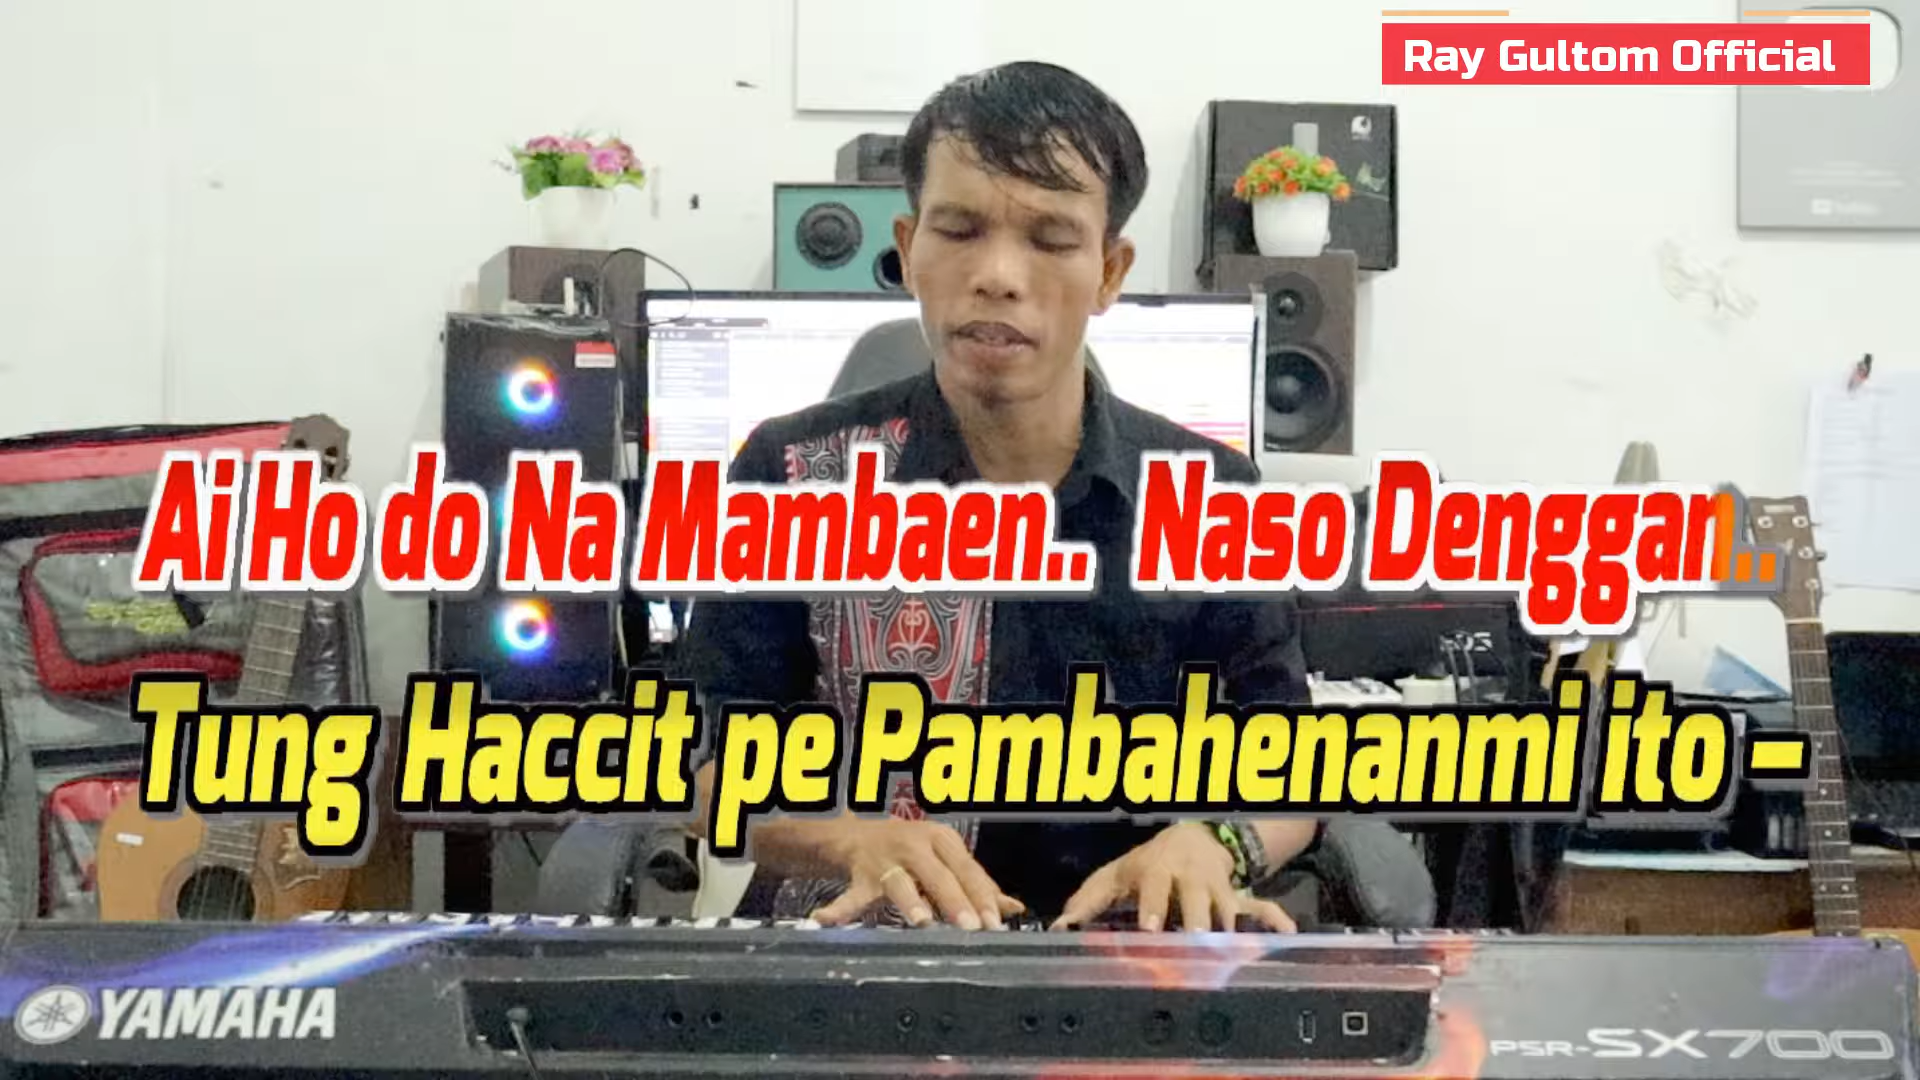 Ray Gultom Official
Ai Ho do Na Mambaen.. Naso Denggan..
Tung Haccit pe Pambahenanmi ito -
YAMAHA
PSR-SX700